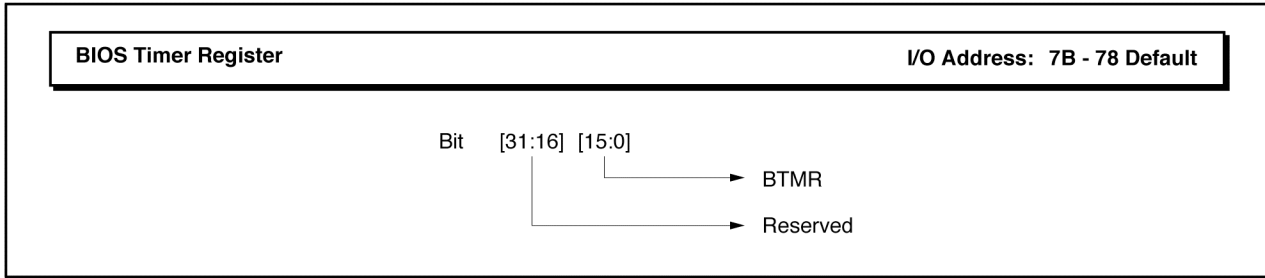 BIOS Timer Register I/O Address: 7B - 78 Default
Bit [31:16] [15:0]
BTMR
Reserved